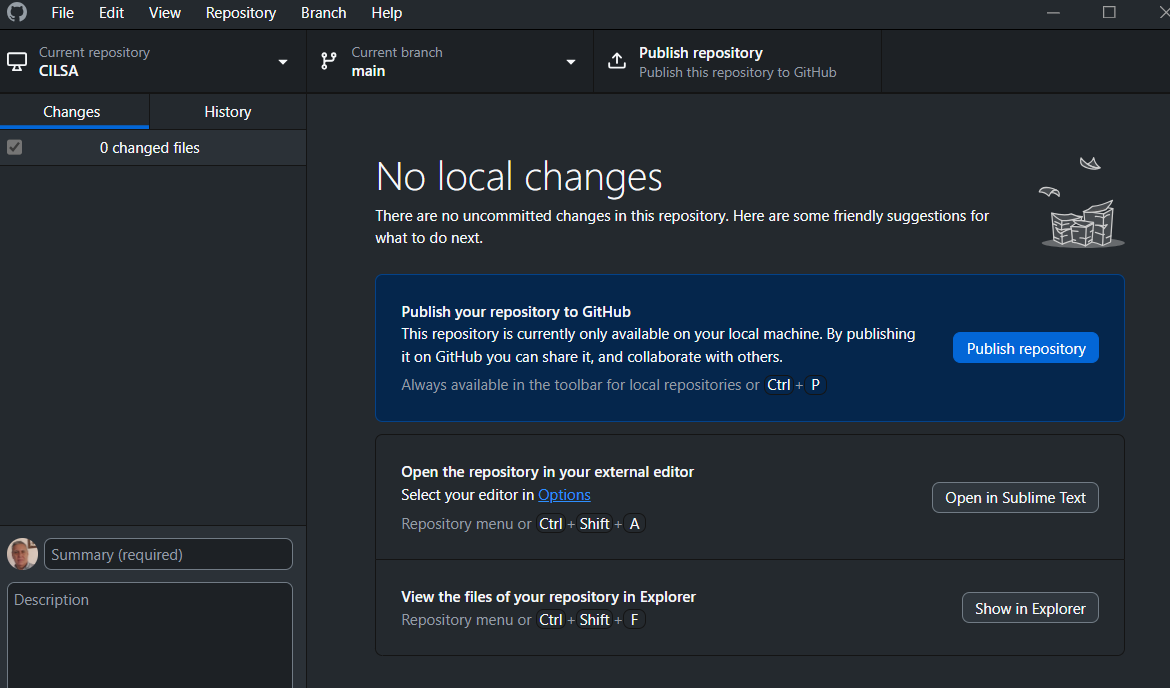 File Edit View Repository Branch Help
Current repository
CILSA
Current branch
main
Publish repository
Publish this repository to GitHub
Changes
History
0 changed files
No local changes
There are no uncommitted changes in this repository. Here are some friendly suggestions for
what to do next.
Publish your repository to GitHub
This repository is currently only available on your local machine. By publishing
it on GitHub you can share it, and collaborate with others.
Always available in the toolbar for local repositories or Ctrl + P
Publish repository
Open the repository in your external editor
Select your editor in Options
Repository menu or Ctrl + Shift + A
Open in Sublime Text
View the files of your repository in Explorer
Repository menu or Ctrl + Shift + F
Show in Explorer
Summary (required)
Description